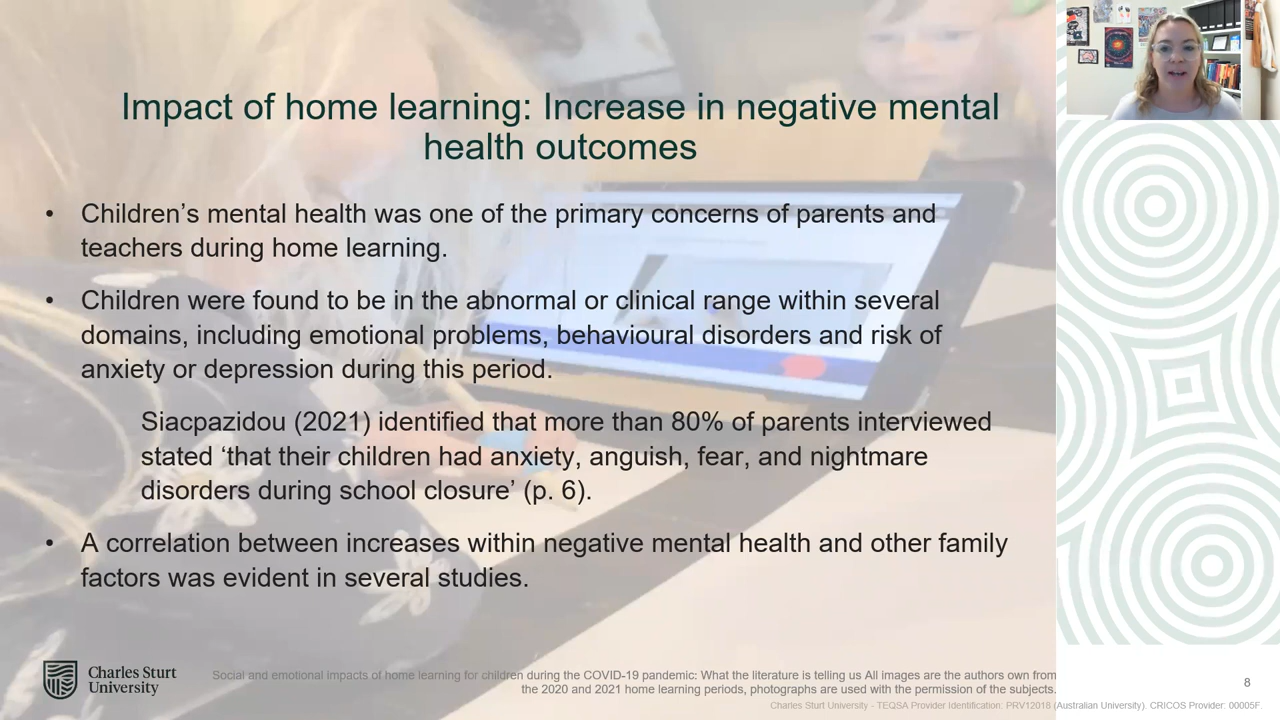 Impact of home learning: Increase in negative mental
health outcomes
• Children’s mental health was one of the primary concerns of parents and
teachers during home learning.
• Children were found to be in the abnormal or clinical range within several
domains, including emotional problems, behavioural disorders and risk of
anxiety or depression during this period.
Siacpazidou (2021) identified that more than 80% of parents interviewed
stated ‘that their children had anxiety, anguish, fear, and nightmare
disorders during school closure’ (p. 6).
• A correlation between increases within negative mental health and other family
factors was evident in several studies.
Charles Sturt
University
Social and emotional impacts of home learning for children during the COVID-19 pandemic: What the literature is telling us All images are the authors own from
the 2020 and 2021 home learning periods, photographs are used with the permission of the subjects.
8
Charles Sturt University - TEQSA Provider Identification: PRV12018 (Australian University). CRICOS Provider: 00005F.